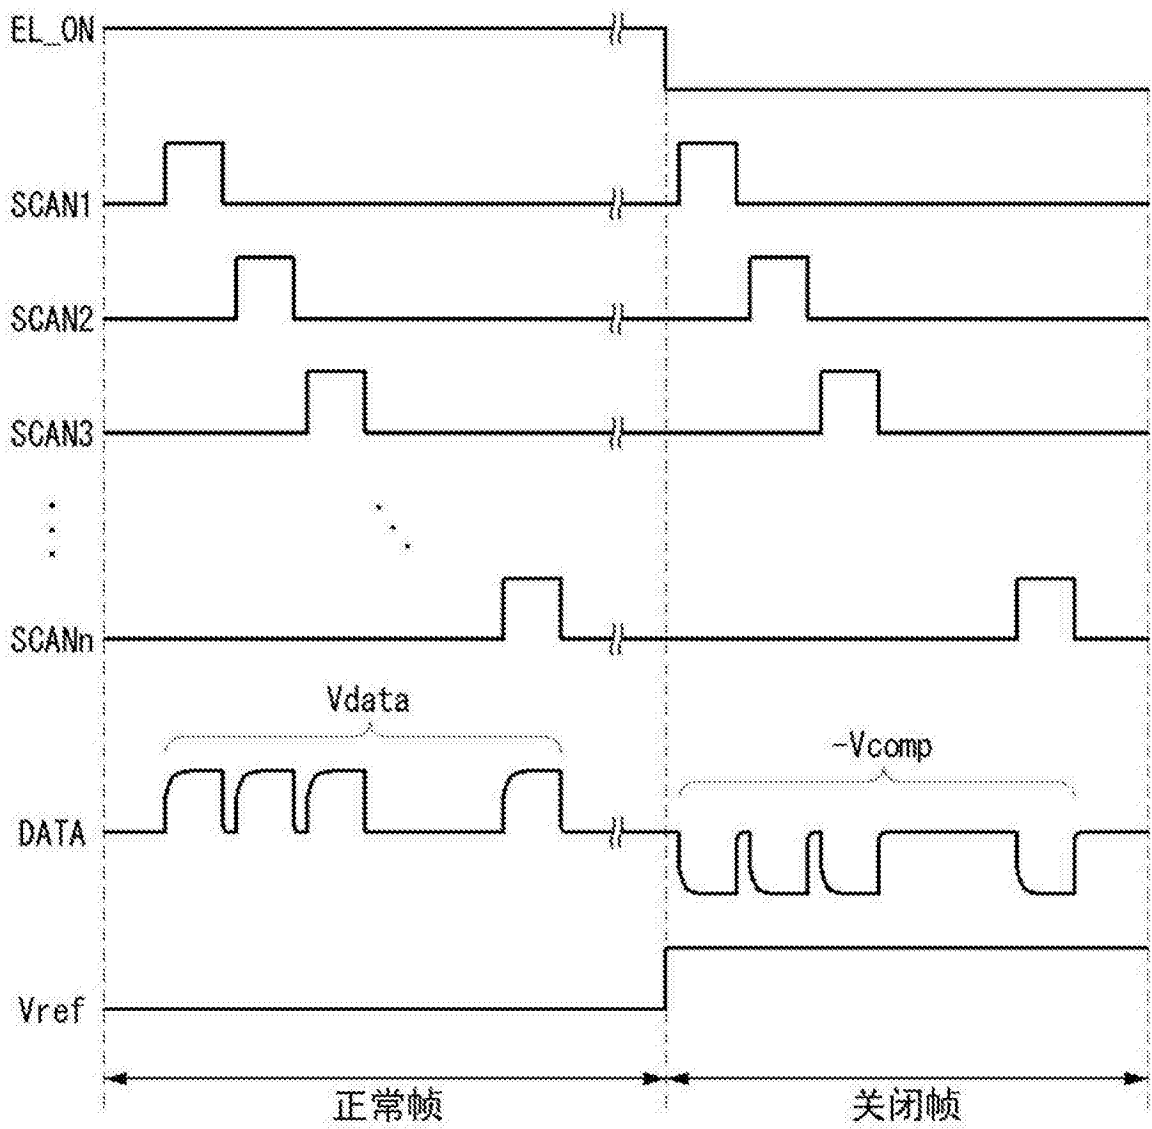 EL_ON
SCAN1
SCAN2
SCAN3
SCANn
Vdata
-Vcomp
DATA
Vref
正常帧
关闭帧